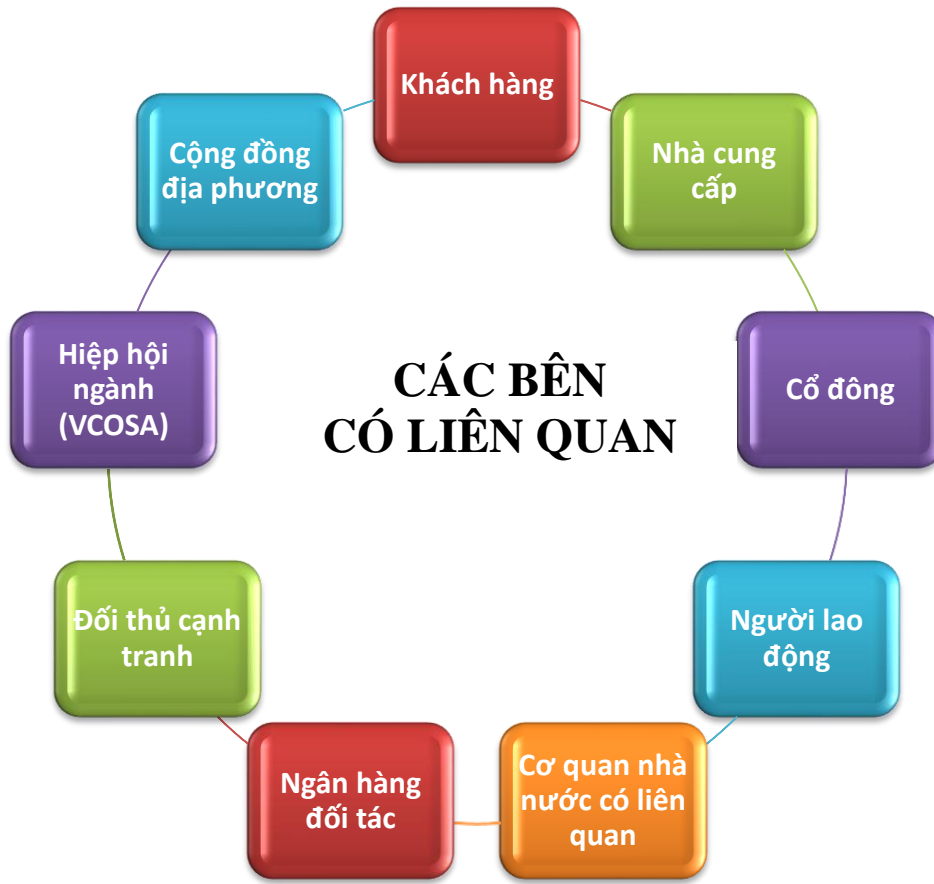 Khách hàng
Nhà cung
cấp
Cổ đông
Người lao
động
Cơ quan nhà
nước có liên
quan
Ngân hàng
đối tác
Đối thủ cạnh
tranh
Hiệp hội
ngành
(VCOSA)
Cộng đồng
địa phương
CÁC BÊN
CÓ LIÊN QUAN